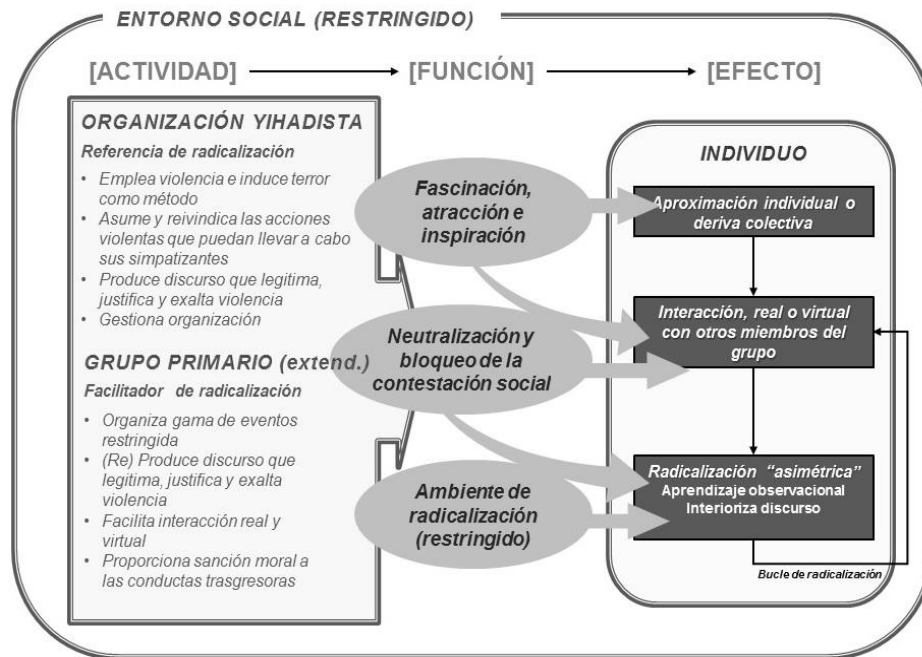 ENTORNO SOCIAL (RESTRINGIDO)
[ACTIVIDAD]
[FUNCIÓN]
[EFECTO]
ORGANIZACIÓN YIHADISTA
Referencia de radicalización
• Emplea violencia e induce terror
como método
• Asume y reivindica las acciones
violentas que puedan llevar a cabo
sus simpatizantes
• Produce discurso que legitima,
justifica y exalta violencia
• Gestiona organización
GRUPO PRIMARIO (extend.)
Facilitador de radicalización
• Organiza gama de eventos
restringida
• (Re) Produce discurso que
legitima, justifica y exalta
violencia
• Facilita interacción real y
virtual
• Proporciona sanción moral a
las conductas trasgresoras
Fascinación,
atracción e
inspiración
Neutralización y
bloqueo de la
contestación social
Ambiente de
radicalización
(restringido)
INDIVIDUO
Aproximación individual o
deriva colectiva
Interacción, real o virtual
con otros miembros del
grupo
Radicalización “asimétrica”
Aprendizaje observacional
Interioriza discurso
Bucle de radicalización